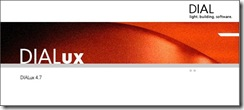 DIAL
light. building. software.
DIALux
DIALux 4.7